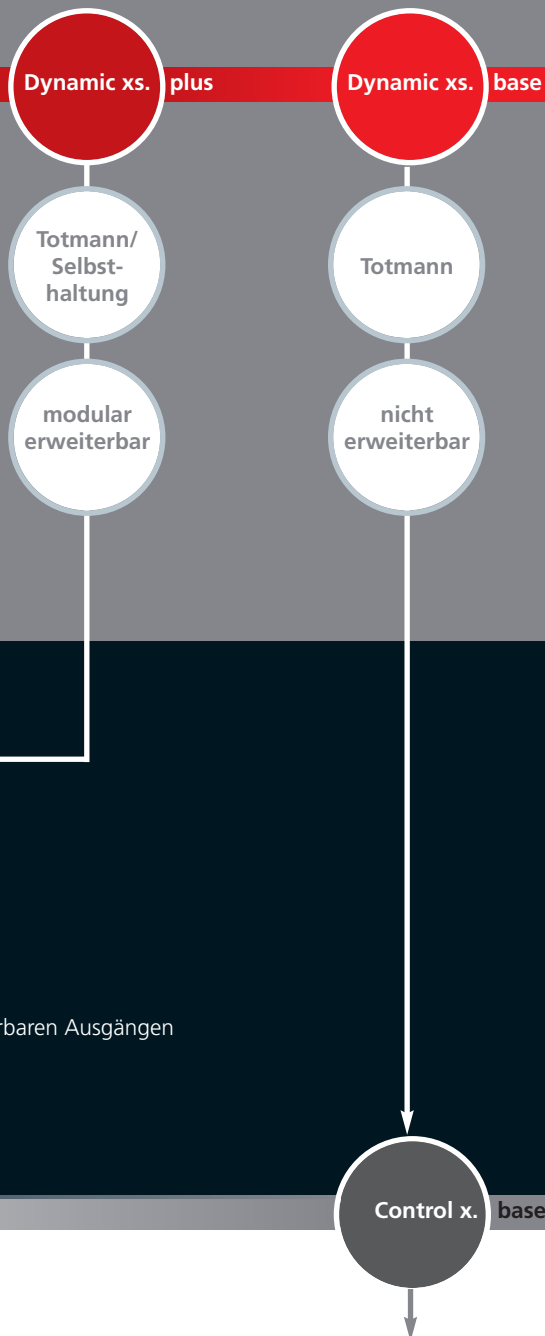 Dynamic xs. plus
Dynamic xs. base
Totmann/
Selbst-
haltung
Totmann
modular
erweiterbar
nicht
erweiterbar
rbaren Ausgängen
Control x. base